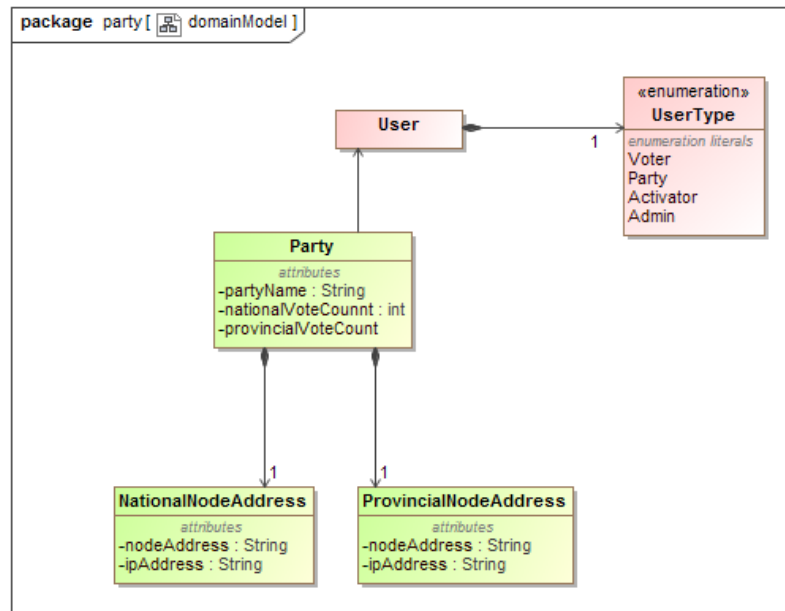 package party [ domainModel ]
User
«enumeration»
UserType
enumeration literals
Voter
Party
Activator
Admin
1
Party
attributes
-partyName : String
-nationalVoteCounnt : int
-provincialVoteCount
1
1
NationalNodeAddress
attributes
-nodeAddress : String
-ipAddress : String
ProvincialNodeAddress
attributes
-nodeAddress : String
-ipAddress : String